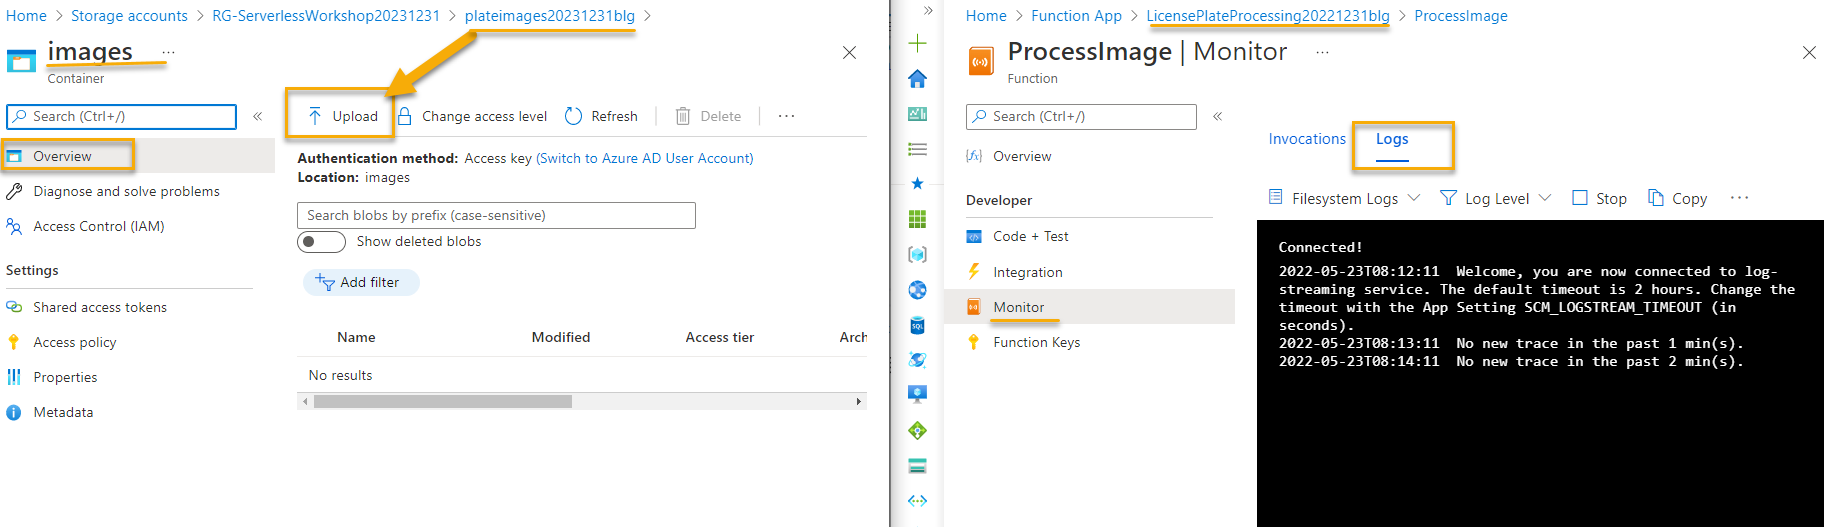 Home > Storage accounts > RG-ServerlessWorkshop20231231 > plateimages20231231blg >
images ...
Container
Search (Ctrl+/)
Overview
Diagnose and solve problems
Access Control (IAM)
Settings
Shared access tokens
Access policy
Properties
Metadata
Upload
Change access level
Refresh
Delete
...
Authentication method: Access key (Switch to Azure AD User Account)
Location: images
Search blobs by prefix (case-sensitive)
Show deleted blobs
Add filter
Name Modified Access tier Arch
No results
Home > Function App > LicensePlateProcessing20221231blg > ProcessImage
ProcessImage | Monitor ...
Function
Search (Ctrl+/)
Overview
Developer
Code + Test
Integration
Monitor
Function Keys
Invocations Logs
Filesystem Logs
Log Level
Stop
Copy
...
SQL
Connected!
2022-05-23T08:12:11 Welcome, you are now connected to log-
streaming service. The default timeout is 2 hours. Change the
timeout with the App Setting SCM_LOGSTREAM_TIMEOUT (in
seconds).
2022-05-23T08:13:11 No new trace in the past 1 min(s).
2022-05-23T08:14:11 No new trace in the past 2 min(s).